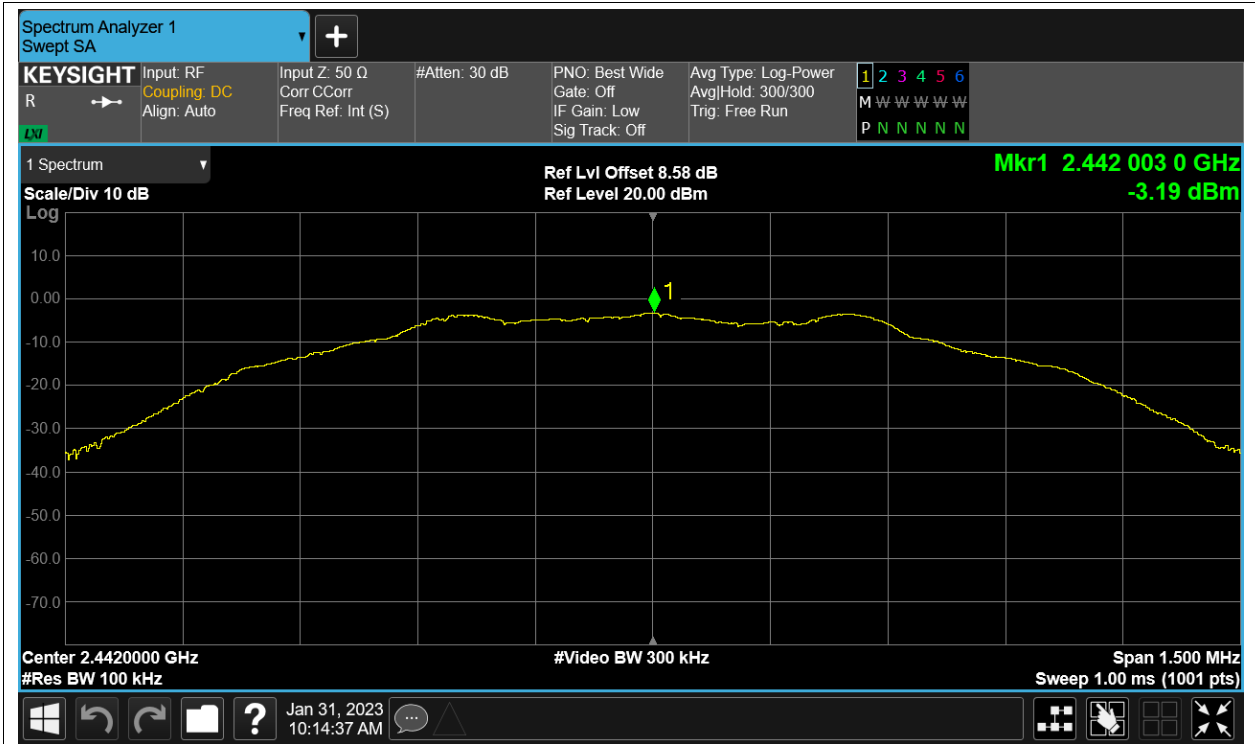 Spectrum Analyzer 1
Swept SA
KEYSIGHT
R
LXI
Input: RF
Coupling: DC
Align: Auto
Input Z: 50 Ω
Corr CCorr
Freq Ref: Int (S)
#Atten: 30 dB
PNO: Best Wide
Gate: Off
IF Gain: Low
Sig Track: Off
Avg Type: Log-Power
Avg|Hold: 300/300
Trig: Free Run
1 2 3 4 5 6
M W W W W W
P N N N N N
1 Spectrum
Scale/Div 10 dB
Ref Lvl Offset 8.58 dB
Ref Level 20.00 dBm
Mkr1 2.442 003 0 GHz
-3.19 dBm
Log
10.0
0.00
-10.0
-20.0
-30.0
-40.0
-50.0
-60.0
-70.0
1
Center 2.4420000 GHz
#Res BW 100 kHz
#Video BW 300 kHz
Span 1.500 MHz
Sweep 1.00 ms (1001 pts)
?
Jan 31, 2023
10:14:37 AM